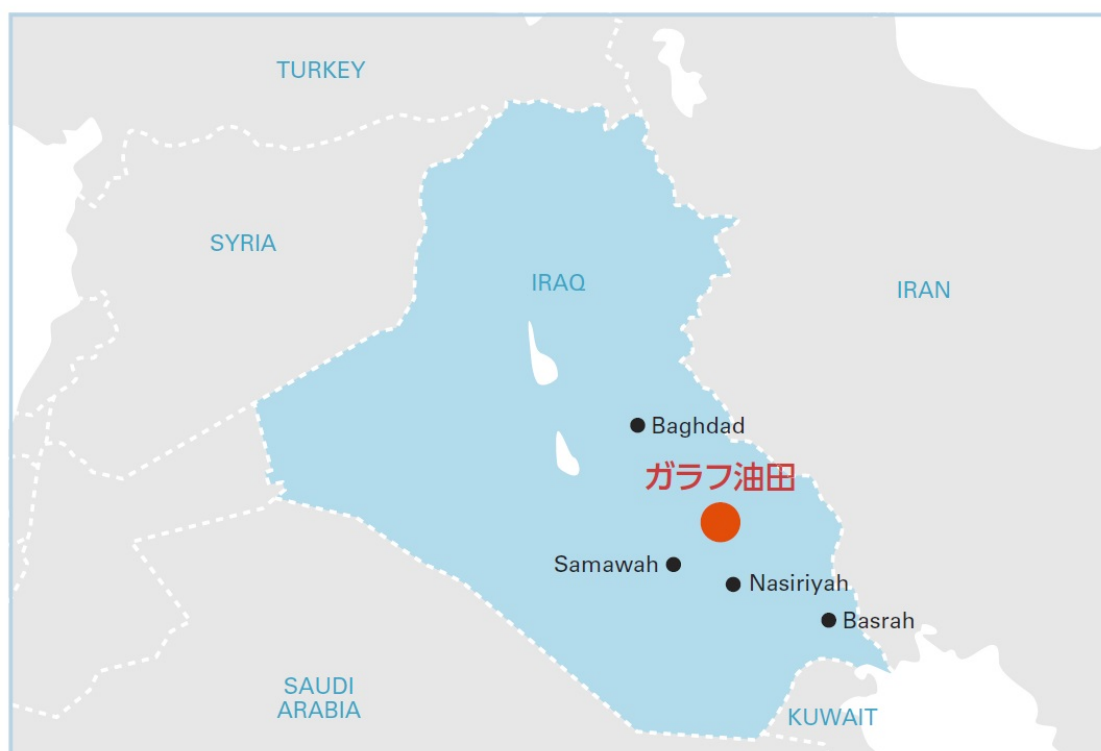 TURKEY
SYRIA
IRAQ
IRAN
Baghdad
ガラフ油田
Samawah
Nasiriyah
Basrah
SAUDI
ARABIA
KUWAIT